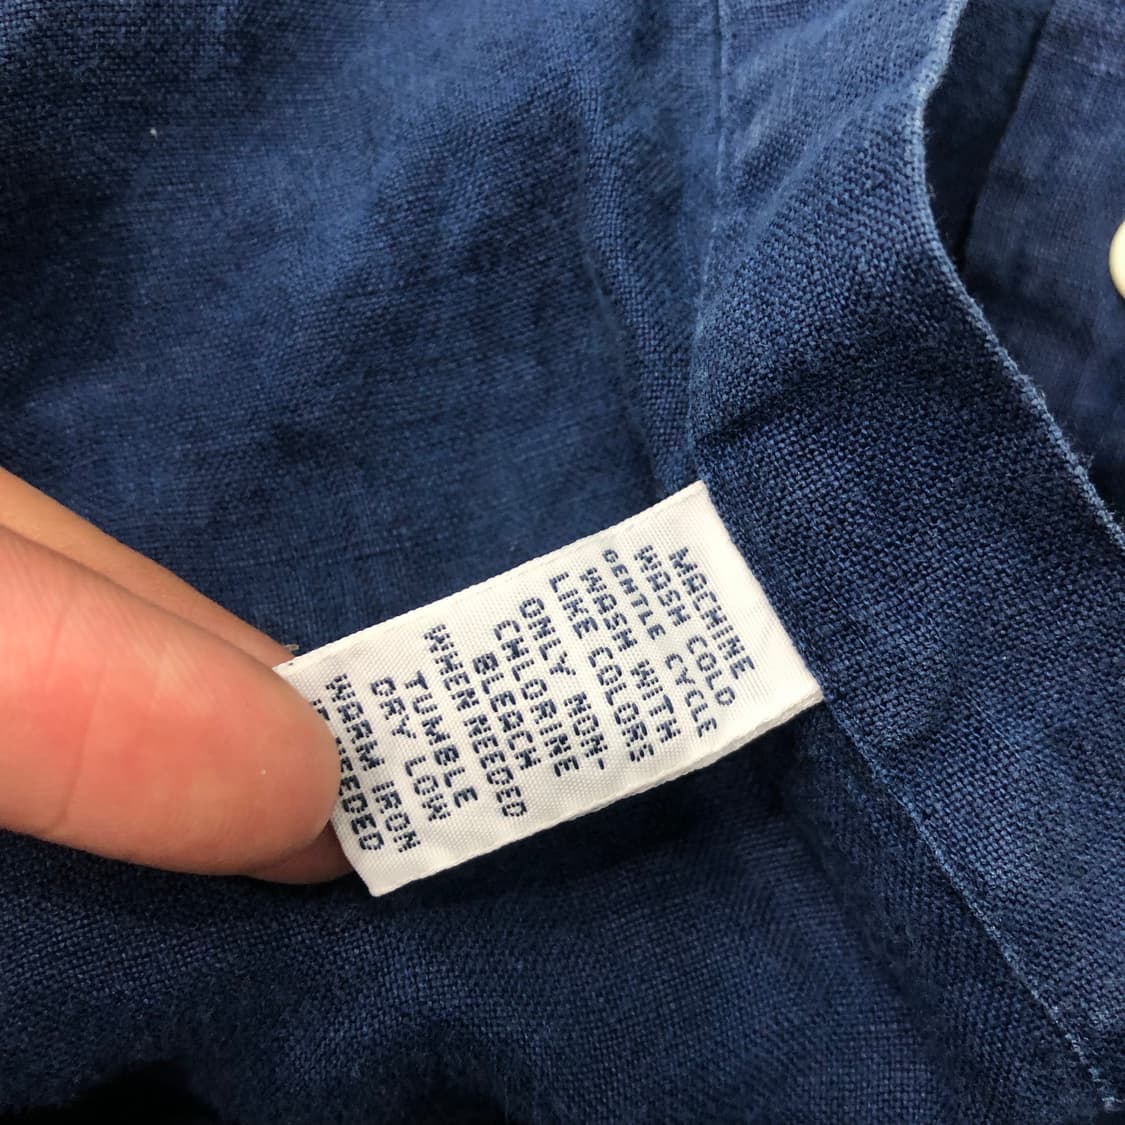 MACHINE
WASH COLD
GENTLE CYCLE
WASH WITH
LIKE COLORS
ONLY NON-
CHLORINE
BLEACH
WHEN NEEDED
TUMBLE
DRY LOW
WARM IRON